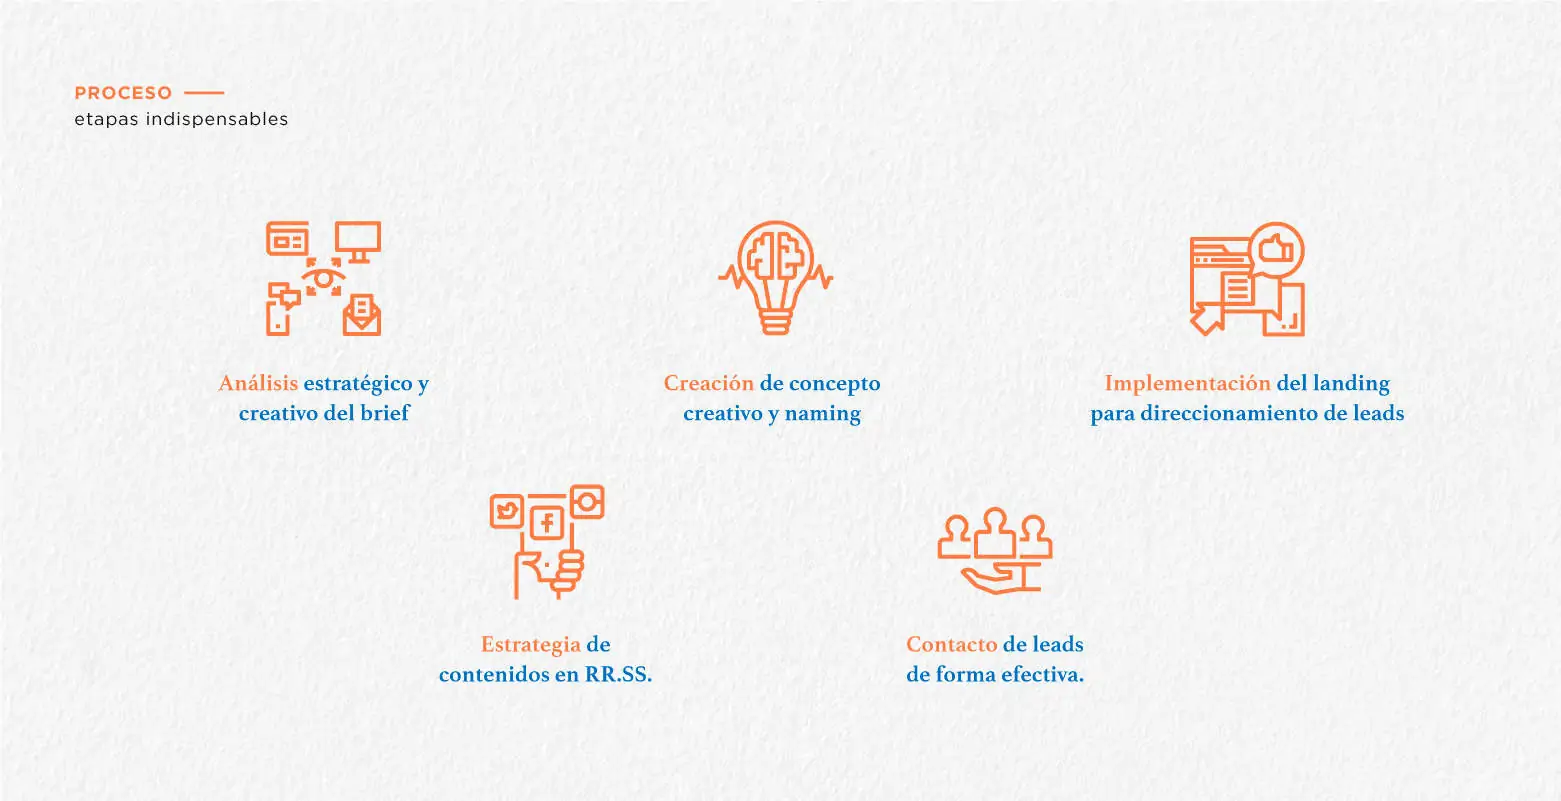 PROCESO
etapas indispensables
Análisis estratégico y
creativo del brief
Creación de concepto
creativo y naming
Implementación del landing
para direccionamiento de leads
Estrategia de
contenidos en RR.SS.
Contacto de leads
de forma efectiva.